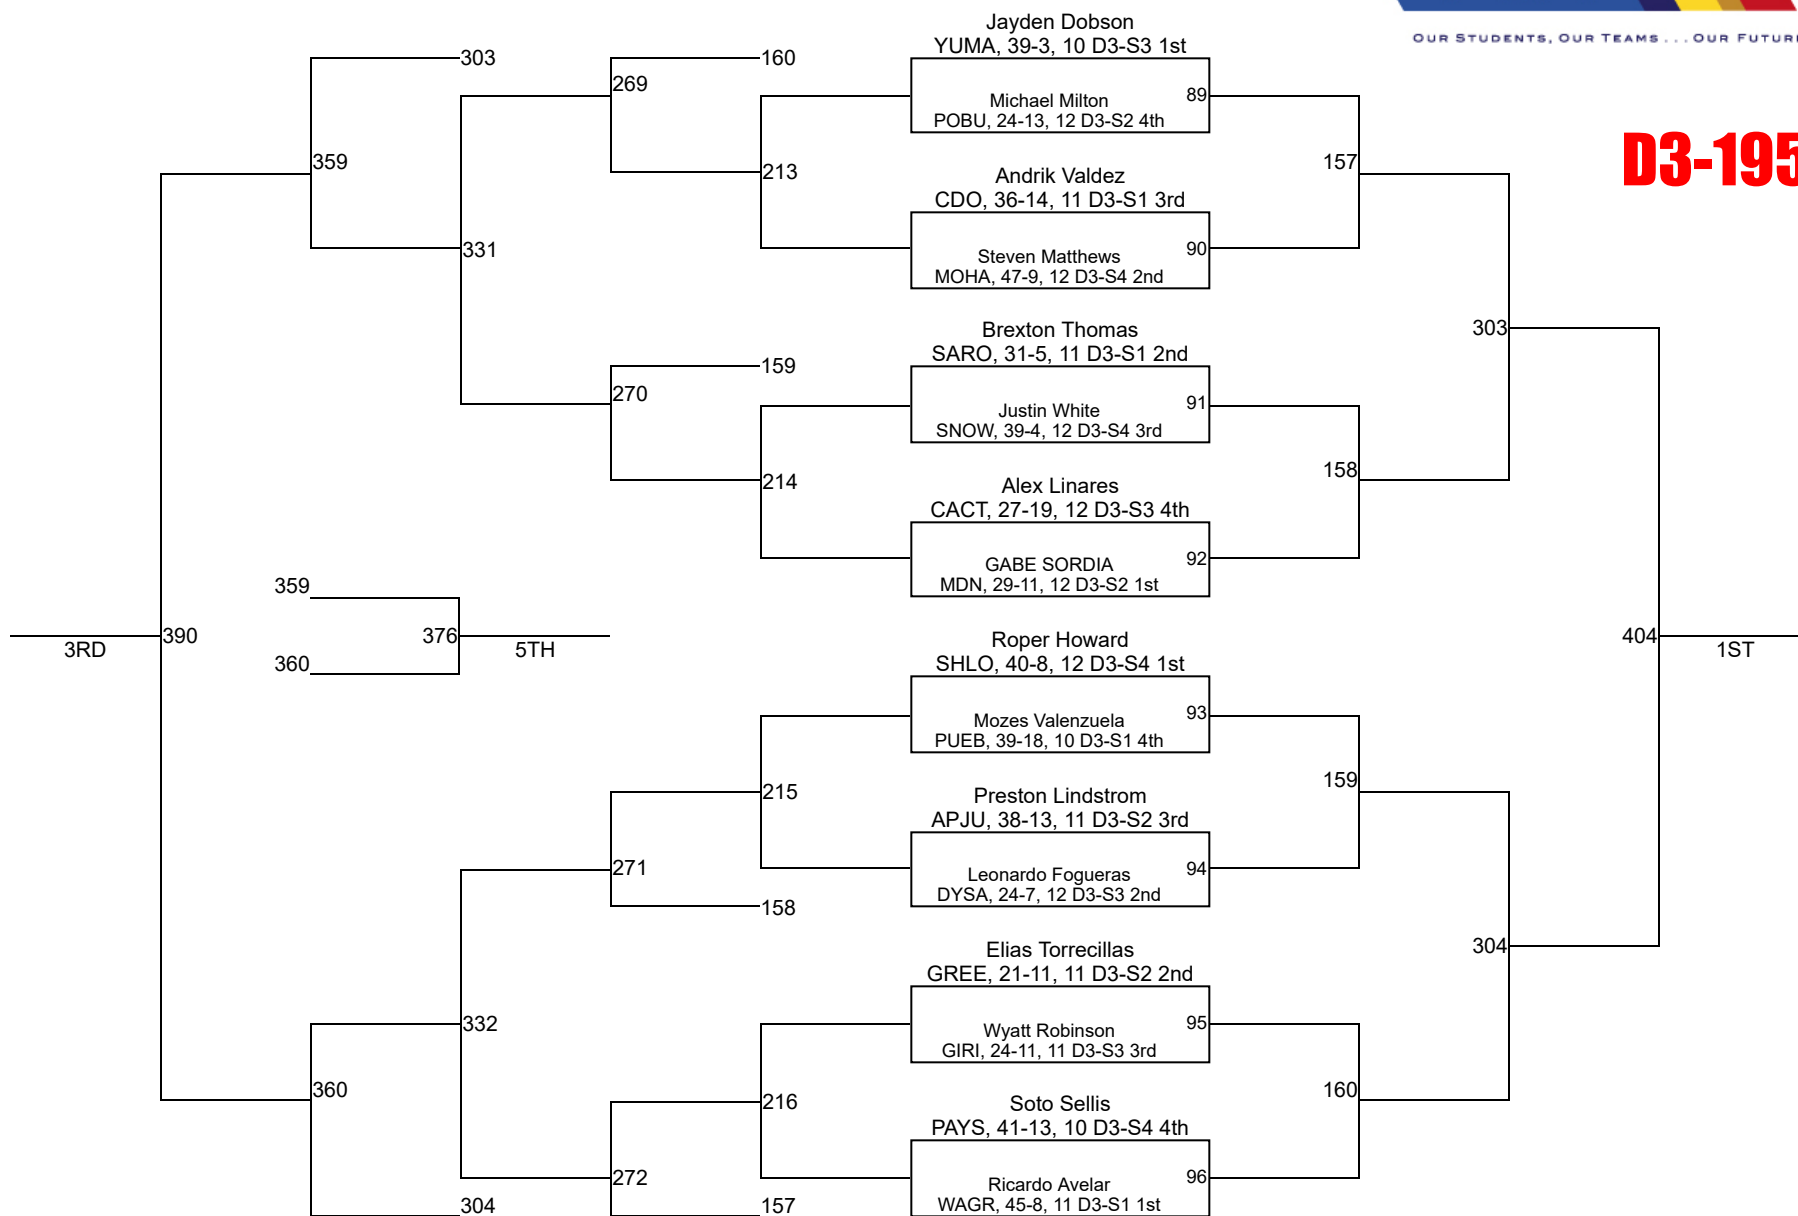 OUR STUDENTS, OUR TEAMS...OUR FUTURE
D3-195
Jayden Dobson
YUMA, 39-3, 10 D3-S3 1st
303
160
269
Michael Milton
POBU, 24-13, 12 D3-S2 4th
89
359
213
157
Andrik Valdez
CDO, 36-14, 11 D3-S1 3rd
331
Steven Matthews
MOHA, 47-9, 12 D3-S4 2nd
90
Brexton Thomas
SARO, 31-5, 11 D3-S1 2nd
303
159
270
Justin White
SNOW, 39-4, 12 D3-S4 3rd
91
214
158
Alex Linares
CACT, 27-19, 12 D3-S3 4th
GABE SORDIA
MDN, 29-11, 12 D3-S2 1st
92
359
3RD
390
376
5TH
360
Roper Howard
SHLO, 40-8, 12 D3-S4 1st
404
1ST
Mozes Valenzuela
PUEB, 39-18, 10 D3-S1 4th
93
215
159
Preston Lindstrom
APJU, 38-13, 11 D3-S2 3rd
271
Leonardo Fogueras
DYSA, 24-7, 12 D3-S3 2nd
94
158
Elias Torrecillas
GREE, 21-11, 11 D3-S2 2nd
304
332
Wyatt Robinson
GIRI, 24-11, 11 D3-S3 3rd
95
360
216
160
Soto Sellis
PAYS, 41-13, 10 D3-S4 4th
272
Ricardo Avelar
WAGR, 45-8, 11 D3-S1 1st
96
304
157